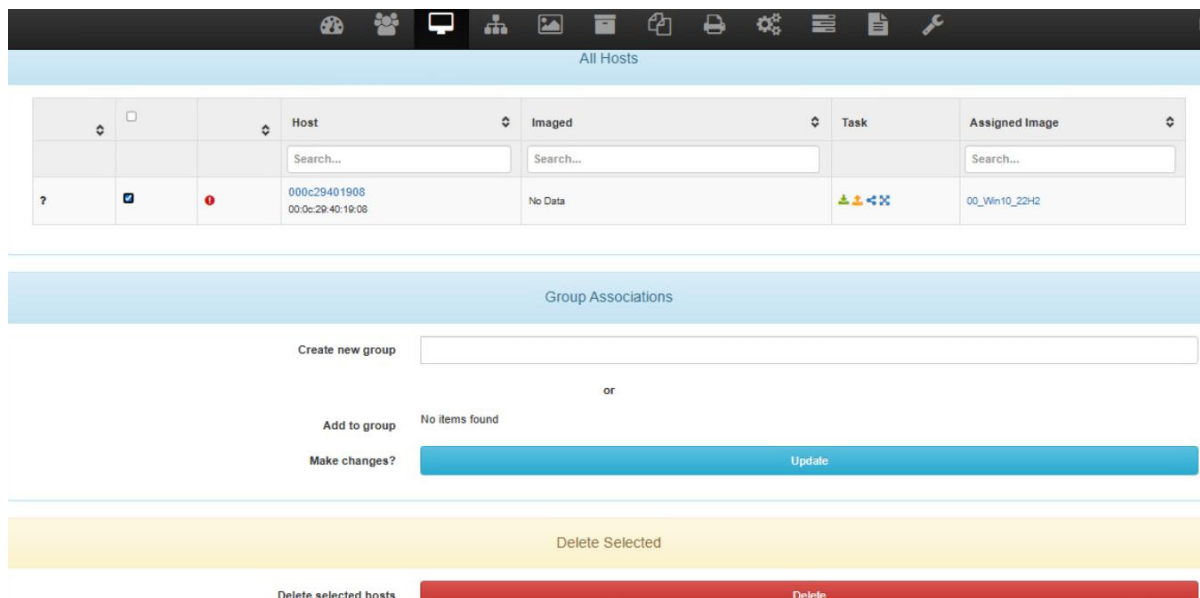 All Hosts
Host Imaged Task Assigned Image
Search... Search... Search...
? 000c29401908 No Data 00_Win10_22H2
00:0c:29:40:19:08
Group Associations
Create new group
or
Add to group No items found
Make changes? Update
Delete Selected
Delete selected hosts Delete